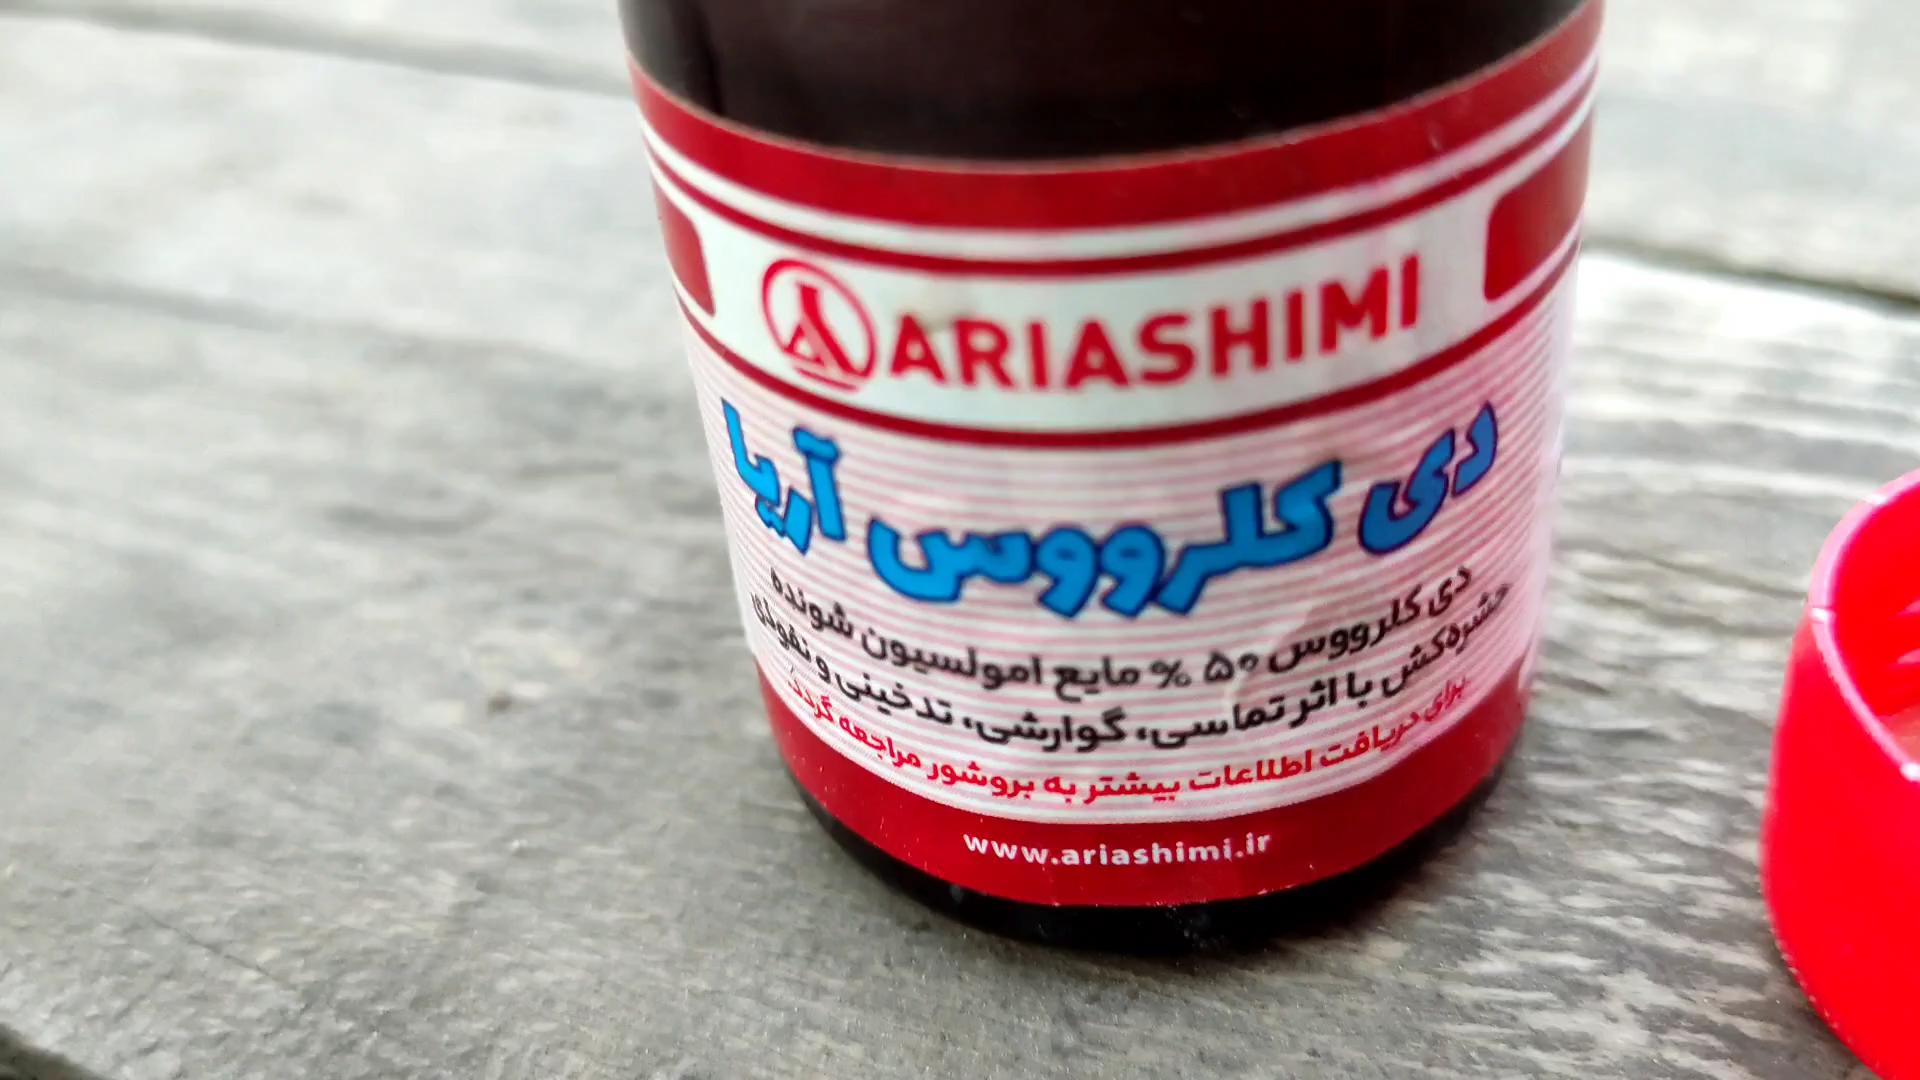 ARIASHIMI
دی کلرووس آریا
دی کلرووس ۵۰ % مایع امولسیون شونده
حشره‌کش با اثر تماسی، گوارشی، تدخینی و نفوذی
برای دریافت اطلاعات بیشتر به بروشور مراجعه گردد.
www.ariashimi.ir